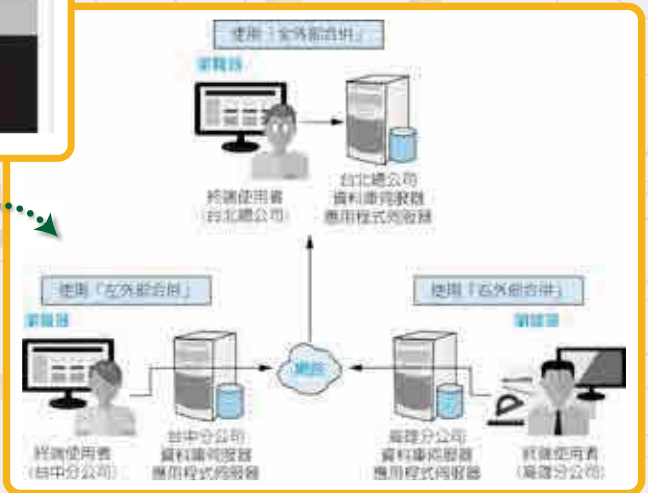 使用「全外部合併」
瀏覽器
終端使用者
(台北總公司)
台北總公司
資料庫伺服器
應用程式伺服器
使用「左外部合併」
瀏覽器
終端使用者
(台中分公司)
台中分公司
資料庫伺服器
應用程式伺服器
網路
使用「右外部合併」
瀏覽器
高雄分公司
資料庫伺服器
應用程式伺服器
終端使用者
(高雄分公司)